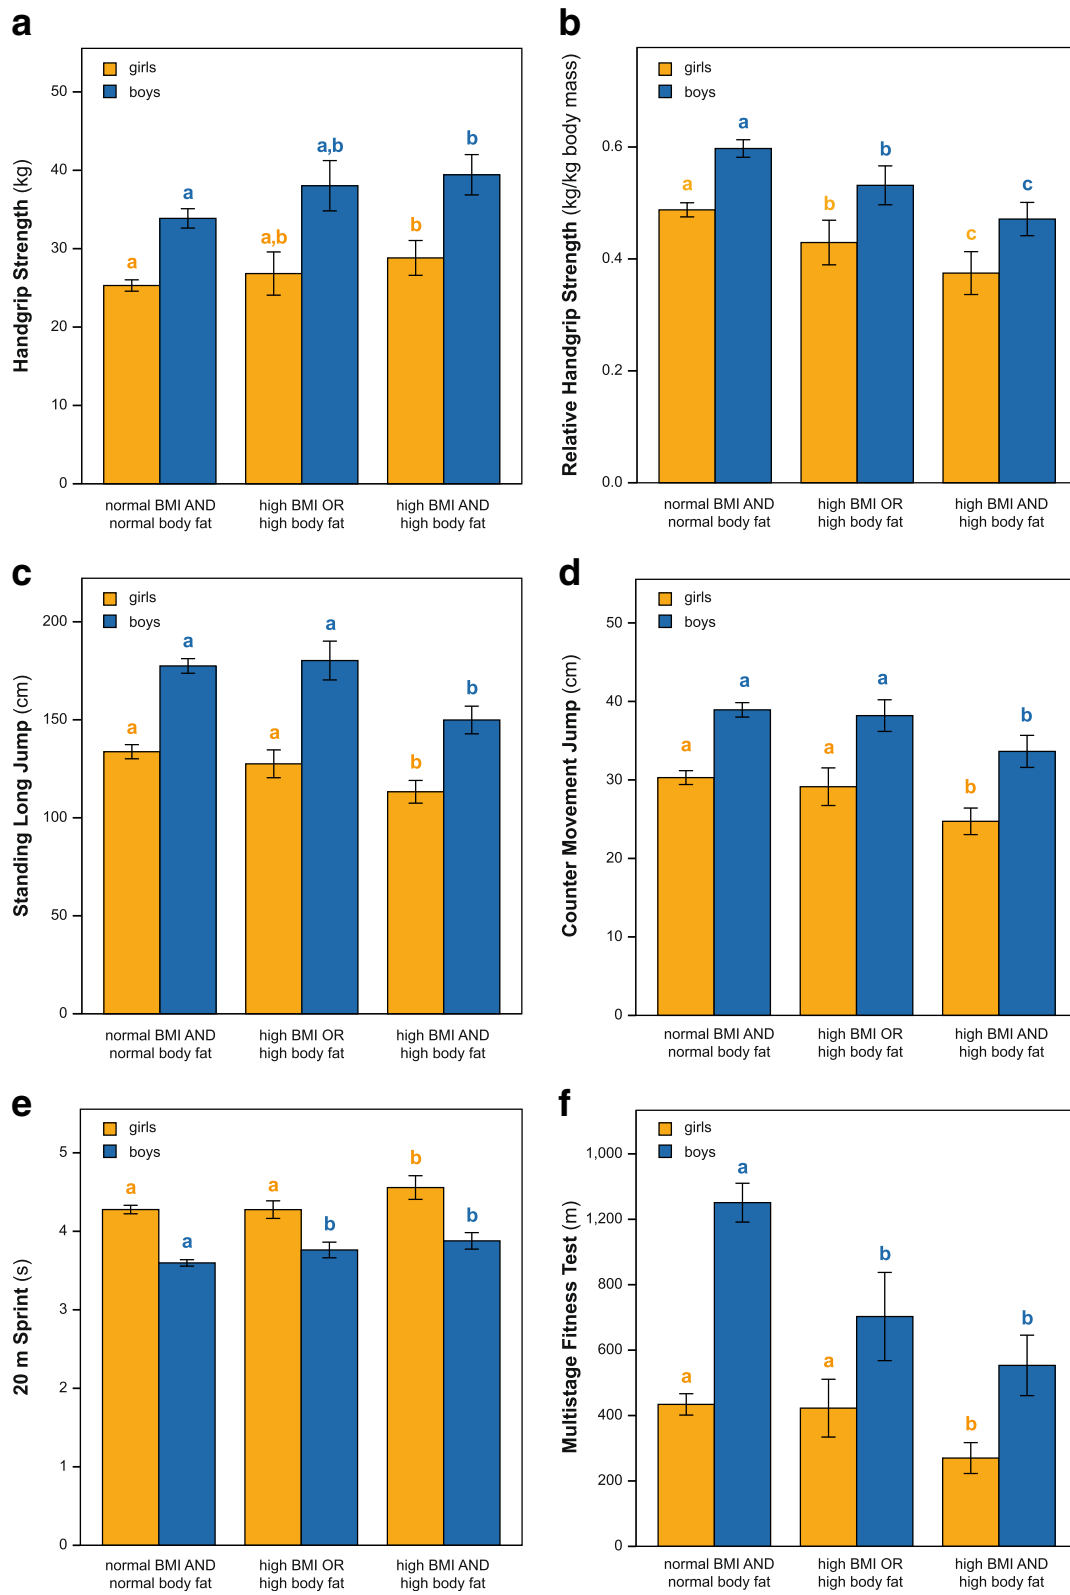 a
girls
boys
Handgrip Strength (kg)
50
40
30
20
10
0
a
a
a,b
a,b
b
b
normal BMI AND
normal body fat
high BMI OR
high body fat
high BMI AND
high body fat
b
girls
boys
Relative Handgrip Strength (kg/kg body mass)
0.6
0.4
0.2
0.0
a
a
b
b
c
c
normal BMI AND
normal body fat
high BMI OR
high body fat
high BMI AND
high body fat
c
girls
boys
Standing Long Jump (cm)
200
150
100
50
0
a
a
a
a
b
b
normal BMI AND
normal body fat
high BMI OR
high body fat
high BMI AND
high body fat
d
girls
boys
Counter Movement Jump (cm)
50
40
30
20
10
0
a
a
a
a
b
b
normal BMI AND
normal body fat
high BMI OR
high body fat
high BMI AND
high body fat
e
girls
boys
20 m Sprint (s)
5
4
3
2
1
0
a
a
a
b
b
b
normal BMI AND
normal body fat
high BMI OR
high body fat
high BMI AND
high body fat
f
girls
boys
Multistage Fitness Test (m)
1,000
1,200
800
600
400
200
0
a
a
a
b
b
b
normal BMI AND
normal body fat
high BMI OR
high body fat
high BMI AND
high body fat